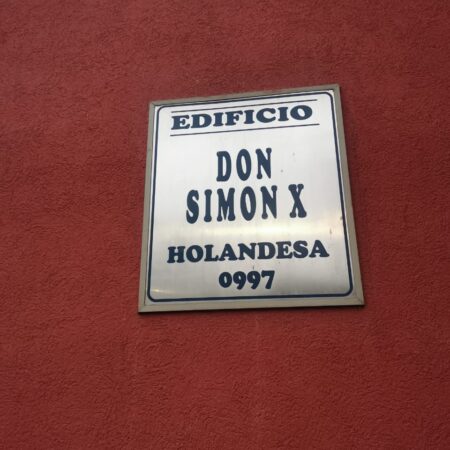 EDIFICIO
DON
SIMON X
HOLANDESA
0997